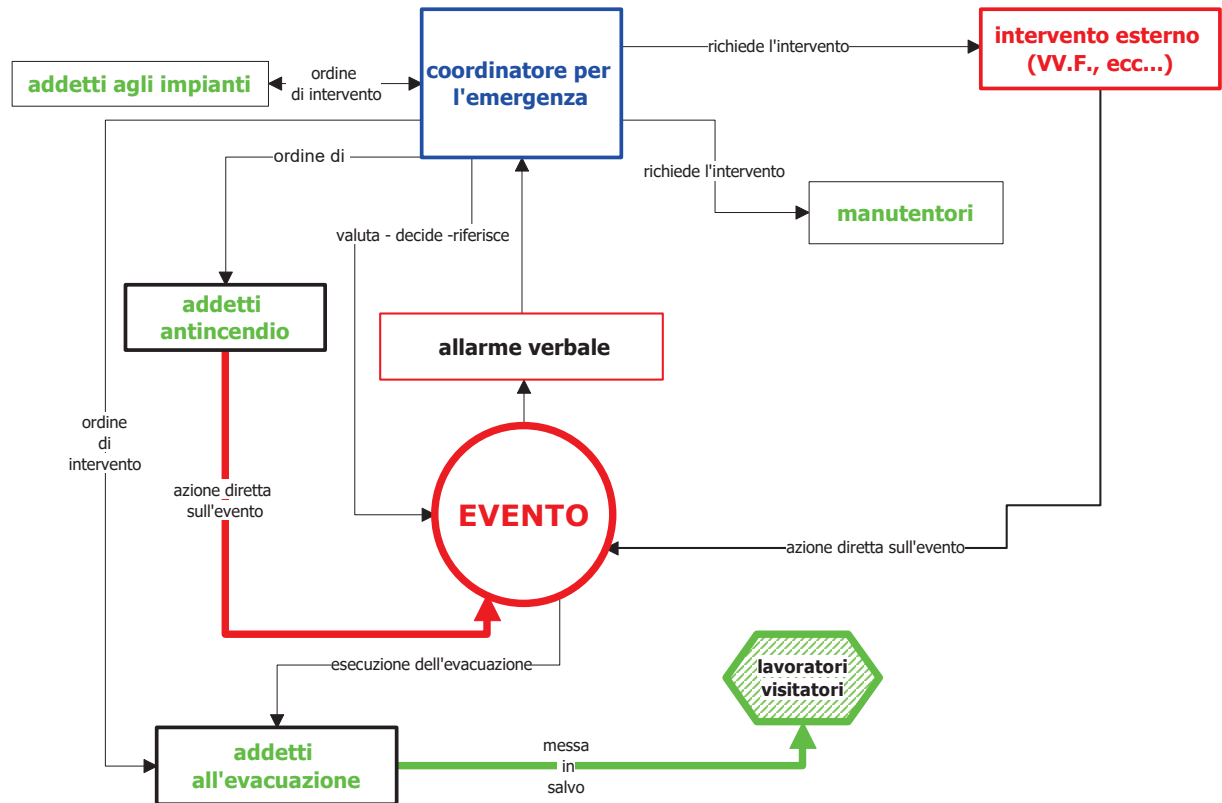 richiede l'intervento
intervento esterno
(VV.F., ecc...)
addetti agli impianti
ordine
di intervento
coordinatore per
l'emergenza
ordine di
richiede l'intervento
manutentori
valuta - decide -riferisce
addetti
antincendio
allarme verbale
ordine
di
intervento
azione diretta
sull'evento
EVENTO
azione diretta sull'evento
esecuzione dell'evacuazione
lavoratori
visitatori
addetti
all'evacuazione
messa
in
salvo